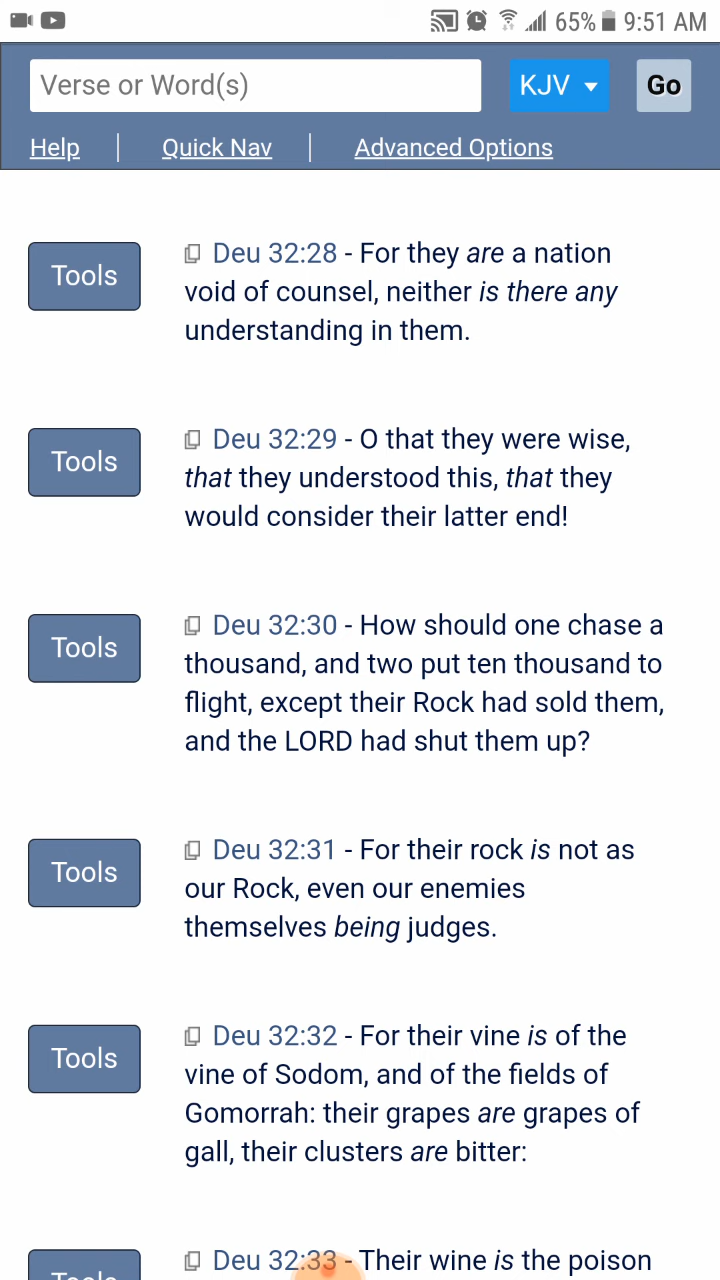 65% 9:51 AM
Verse or Word(s) KJV Go
Help | Quick Nav | Advanced Options
Tools
Deu 32:28 - For they are a nation
void of counsel, neither is there any
understanding in them.
Tools
Deu 32:29 - O that they were wise,
that they understood this, that they
would consider their latter end!
Tools
Deu 32:30 - How should one chase a
thousand, and two put ten thousand to
flight, except their Rock had sold them,
and the LORD had shut them up?
Tools
Deu 32:31 - For their rock is not as
our Rock, even our enemies
themselves being judges.
Tools
Deu 32:32 - For their vine is of the
vine of Sodom, and of the fields of
Gomorrah: their grapes are grapes of
gall, their clusters are bitter:
Tools
Deu 32:33 - Their wine is the poison